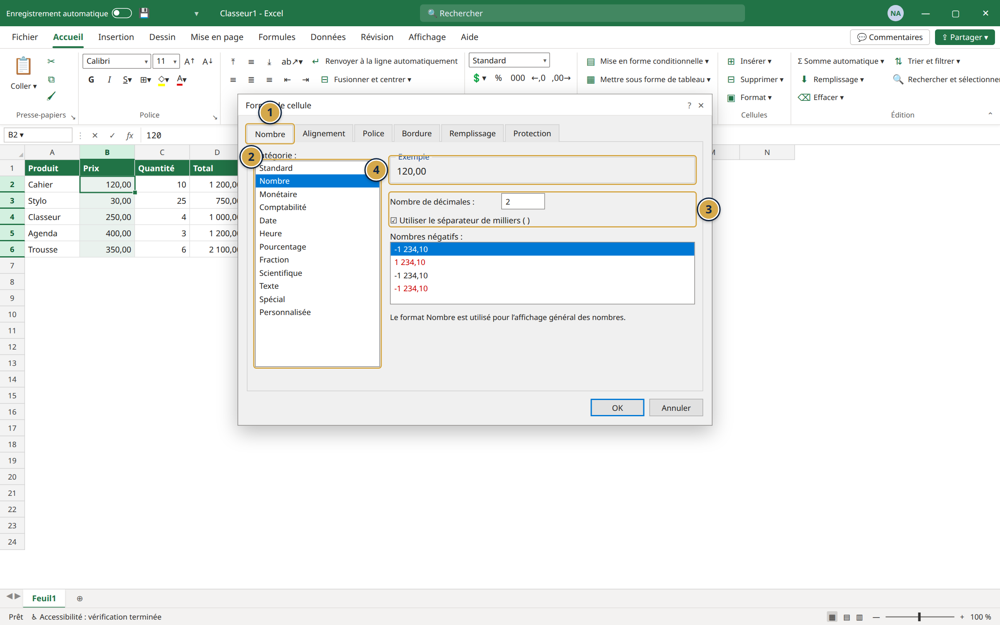 Enregistrement automatique
Classeur1 - Excel
Rechercher
NA
Fichier Accueil Insertion Dessin Mise en page Formules Données Révision Affichage Aide
Commentaires
Partager
Calibri 11
Renvoyer à la ligne automatiquement
Standard
Mise en forme conditionnelle
Insérer
Σ Somme automatique
Trier et filtrer
Coller
G I S A
Fusionner et centrer
% 000 ←,0 ,00→
Mettre sous forme de tableau
Supprimer
Remplissage
Rechercher et sélectionner
Format
Effacer
Presse-papiers
Police
Cellules
Édition
B2
fx
120
A B C D N
1 Produit Prix Quantité Total
2 Cahier 120,00 10 1 200,00
3 Stylo 30,00 25 750,00
4 Classeur 250,00 4 1 000,00
5 Agenda 400,00 3 1 200,00
6 Trousse 350,00 6 2 100,00
7
8
9
10
11
12
13
14
15
16
17
18
19
20
21
22
23
24
de cellule
? ✕
1
Nombre Alignement Police Bordure Remplissage Protection
2
atégorie :
Standard
Nombre
Monétaire
Comptabilité
Date
Heure
Pourcentage
Fraction
Scientifique
Texte
Spécial
Personnalisée
4
Exemple
120,00
Nombre de décimales : 2
3
☑ Utiliser le séparateur de milliers ( )
Nombres négatifs :
-1 234,10
1 234,10
-1 234,10
-1 234,10
Le format Nombre est utilisé pour l’affichage général des nombres.
OK
Annuler
Feuil1
Prêt
Accessibilité : vérification terminée
100 %